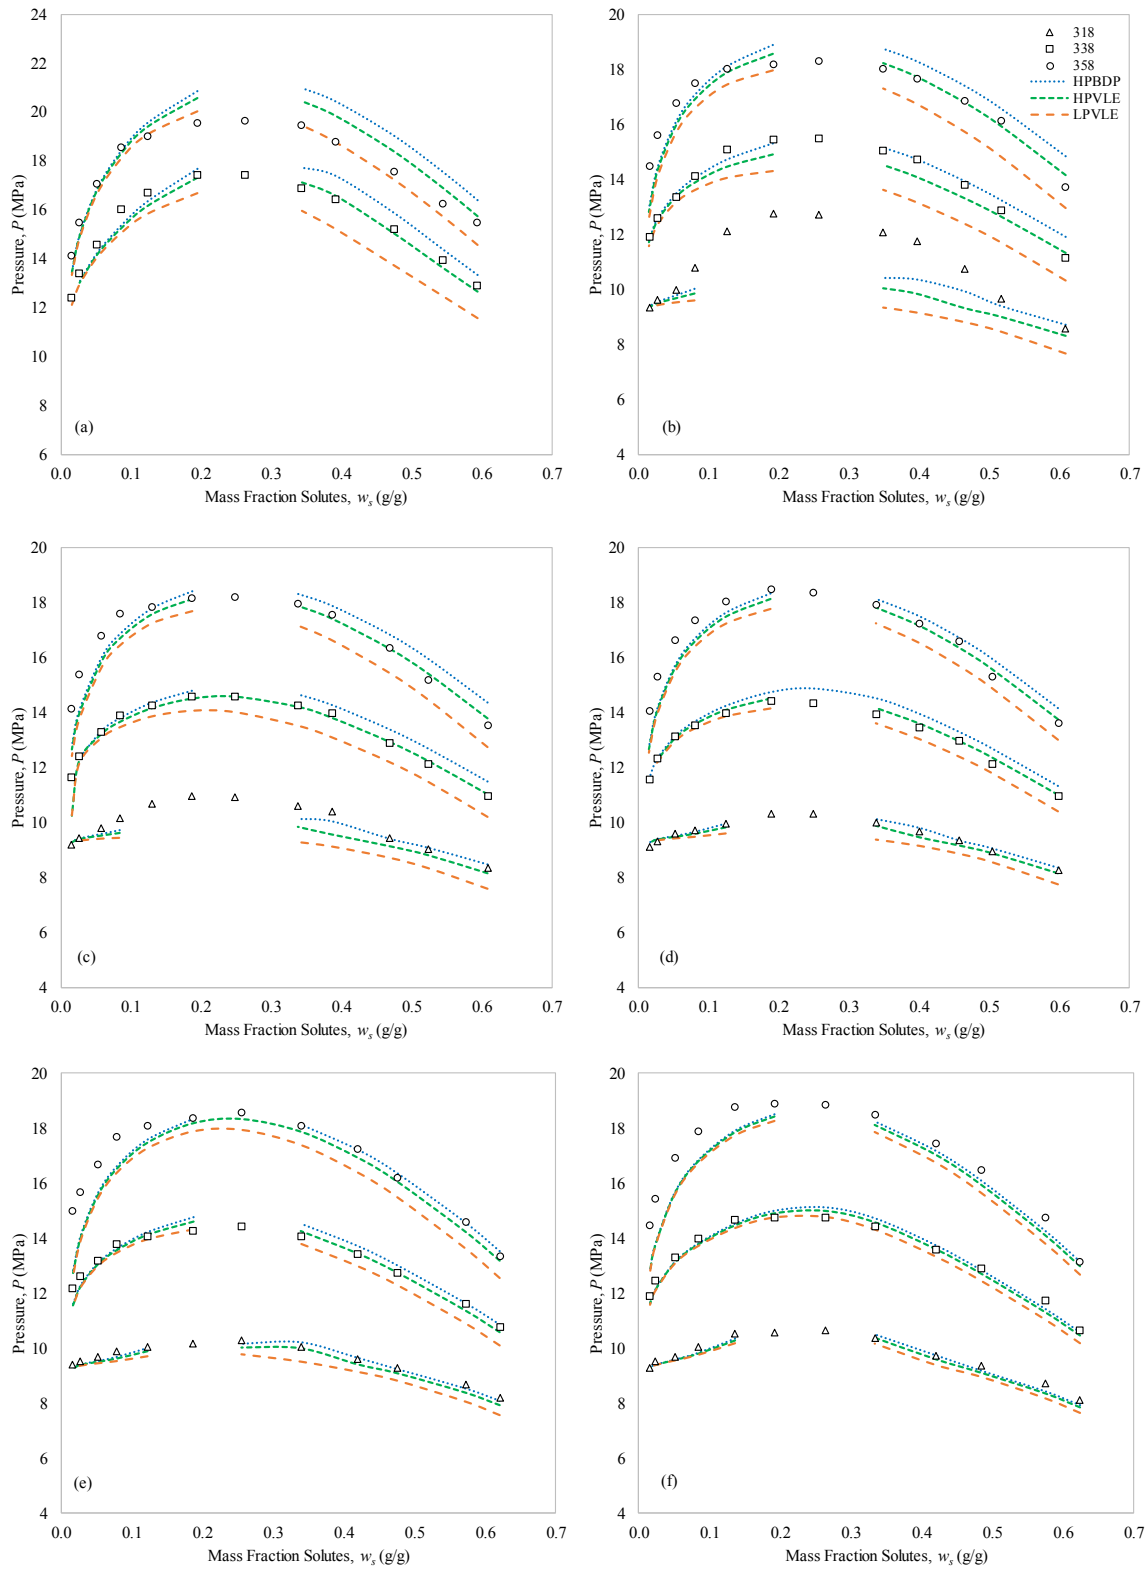 24
22
20
18
16
14
12
10
8
6
Pressure, P (MPa)
(a)
0.0 0.1 0.2 0.3 0.4 0.5 0.6 0.7
Mass Fraction Solutes, ws (g/g)
20
18
16
14
12
10
8
6
4
Pressure, P (MPa)
318
338
358
HPBDP
HPVLE
LPVLE
(b)
0.0 0.1 0.2 0.3 0.4 0.5 0.6 0.7
Mass Fraction Solutes, ws (g/g)
20
18
16
14
12
10
8
6
4
Pressure, P (MPa)
(c)
0.0 0.1 0.2 0.3 0.4 0.5 0.6 0.7
Mass Fraction Solutes, ws (g/g)
20
18
16
14
12
10
8
6
4
Pressure, P (MPa)
(d)
0.0 0.1 0.2 0.3 0.4 0.5 0.6 0.7
Mass Fraction Solutes, ws (g/g)
20
18
16
14
12
10
8
6
4
Pressure, P (MPa)
(e)
0.0 0.1 0.2 0.3 0.4 0.5 0.6 0.7
Mass Fraction Solutes, ws (g/g)
20
18
16
14
12
10
8
6
4
Pressure, P (MPa)
(f)
0.0 0.1 0.2 0.3 0.4 0.5 0.6 0.7
Mass Fraction Solutes, ws (g/g)